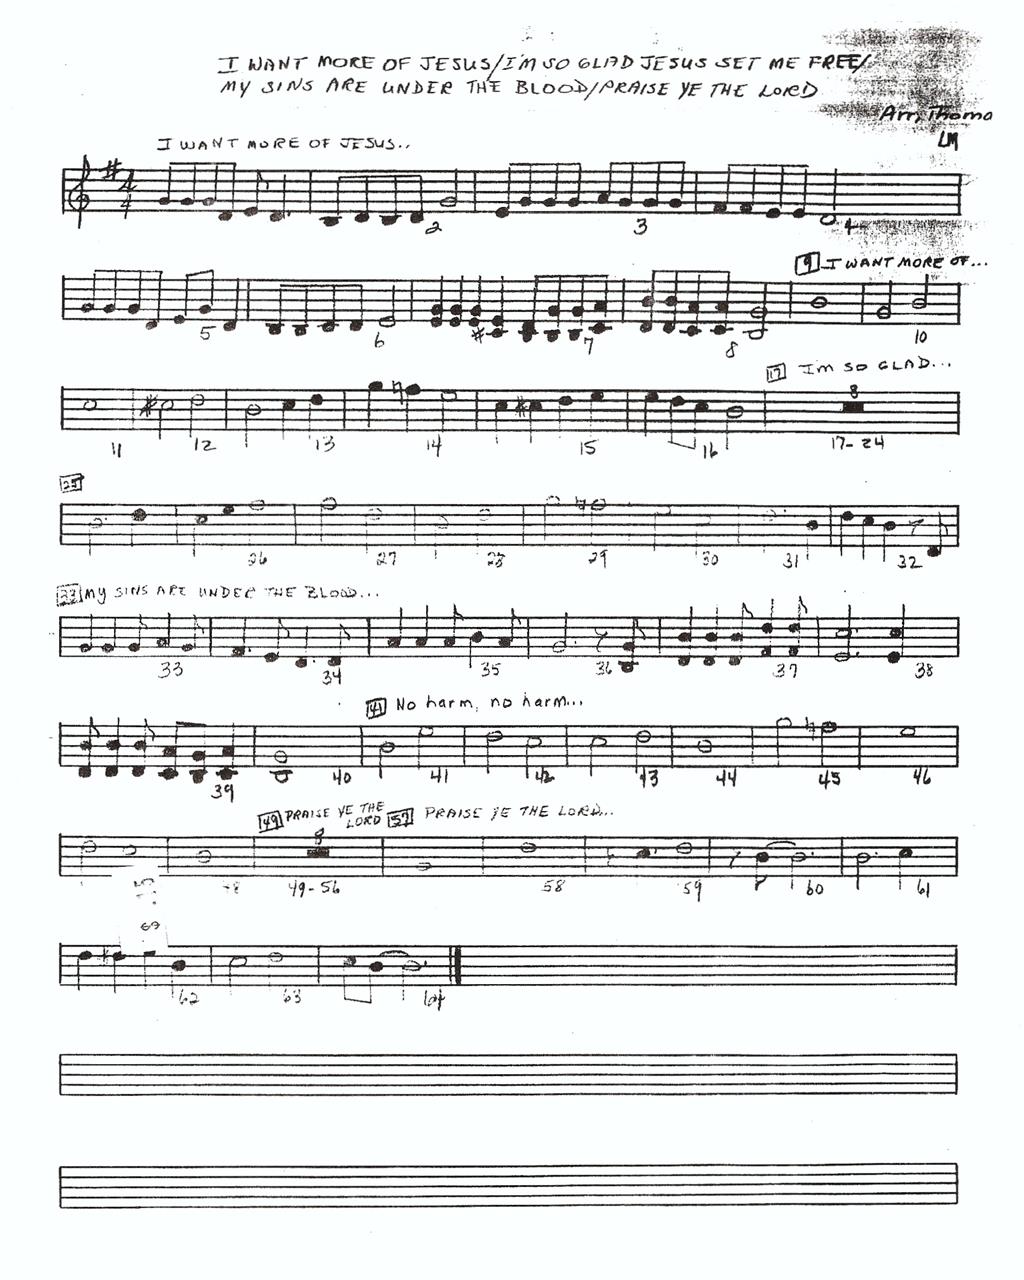 I WANT MORE OF JESUS/I'M SO GLAD JESUS SET ME FREE/
MY SINS ARE UNDER THE BLOOD/PRAISE YE THE LORD
Arr. Thoma
LM
I WANT MORE OF JESUS..
4
4
2 3 4
9 I WANT MORE OF...
5 6 7 8 10
17 I'M SO GLAD...
8
11 12 13 14 15 16 17-24
25
26 27 28 29 30 31 32
33 MY SINS ARE UNDER THE BLOOD...
33 34 35 36 37 38
41 No harm, no harm...
39 40 41 42 43 44 45 46
49 PRAISE YE THE LORD 57 PRAISE YE THE LORD...
8
49-56 58 59 60 61
62 63 64